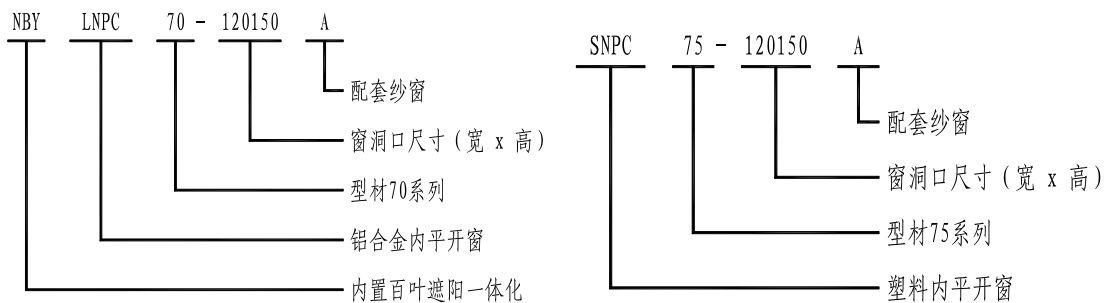 NBY LNPC 70-120150 A
配套纱窗
窗洞口尺寸(宽 x 高)
型材70系列
铝合金内平开窗
内置百叶遮阳一体化
SNPC 75-120150 A
配套纱窗
窗洞口尺寸(宽 x 高)
型材75系列
塑料内平开窗